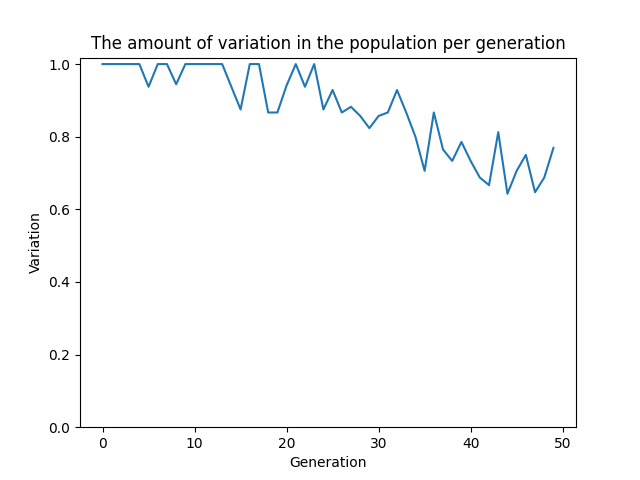 The amount of variation in the population per generation
1.0
0.8
0.6
0.4
0.2
0.0
Variation
0 10 20 30 40 50
Generation